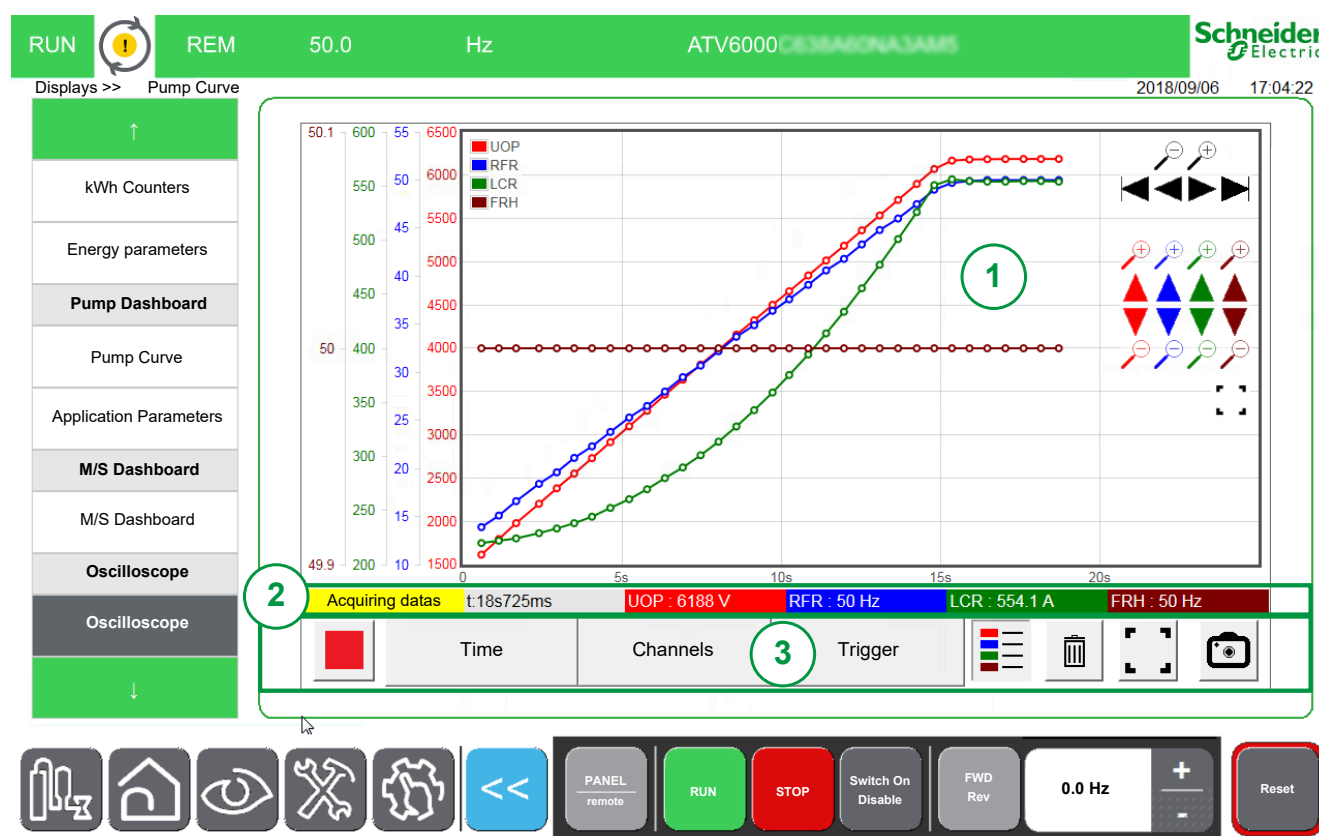 RUN ! REM 50.0 Hz ATV6000
Schneider
Electric
Displays >> Pump Curve
2018/09/06 17:04:22
↑
kWh Counters
Energy parameters
Pump Dashboard
Pump Curve
Application Parameters
M/S Dashboard
M/S Dashboard
Oscilloscope
Oscilloscope
↓
50.1 600 55 6500
UOP
RFR
LCR
FRH
6000
550 50
5500
500 45
5000
40
450
4500
35
50 400 4000
30
350 3500
25
3000
300
20
2500
250 15
2000
49.9 200 10 1500
0 5s 10s 15s 20s
1
2
Acquiring datas t:18s725ms UOP : 6188 V RFR : 50 Hz LCR : 554.1 A FRH : 50 Hz
Time Channels 3 Trigger
<< PANEL
remote
RUN STOP Switch On
Disable
FWD
Rev
0.0 Hz + - Reset